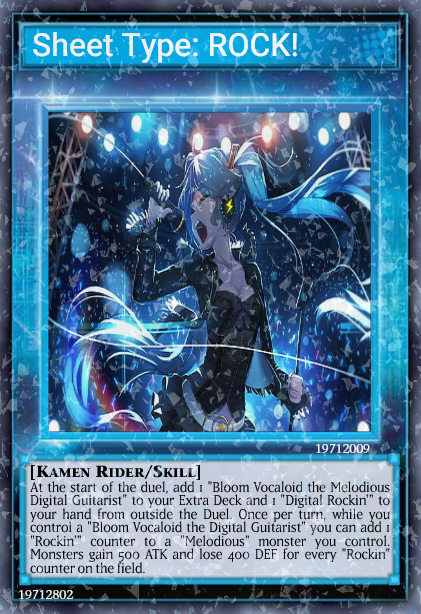 Sheet Type: ROCK!
19712009
[KAMEN RIDER/SKILL]
At the start of the duel, add 1 "Bloom Vocaloid the Melodious
Digital Guitarist" to your Extra Deck and 1 "Digital Rockin'" to
your hand from outside the Duel. Once per turn, while you
control a "Bloom Vocaloid the Digital Guitarist" you can add 1
"Rockin'" counter to a "Melodious" monster you control.
Monsters gain 500 ATK and lose 400 DEF for every "Rockin"
counter on the field.
19712802